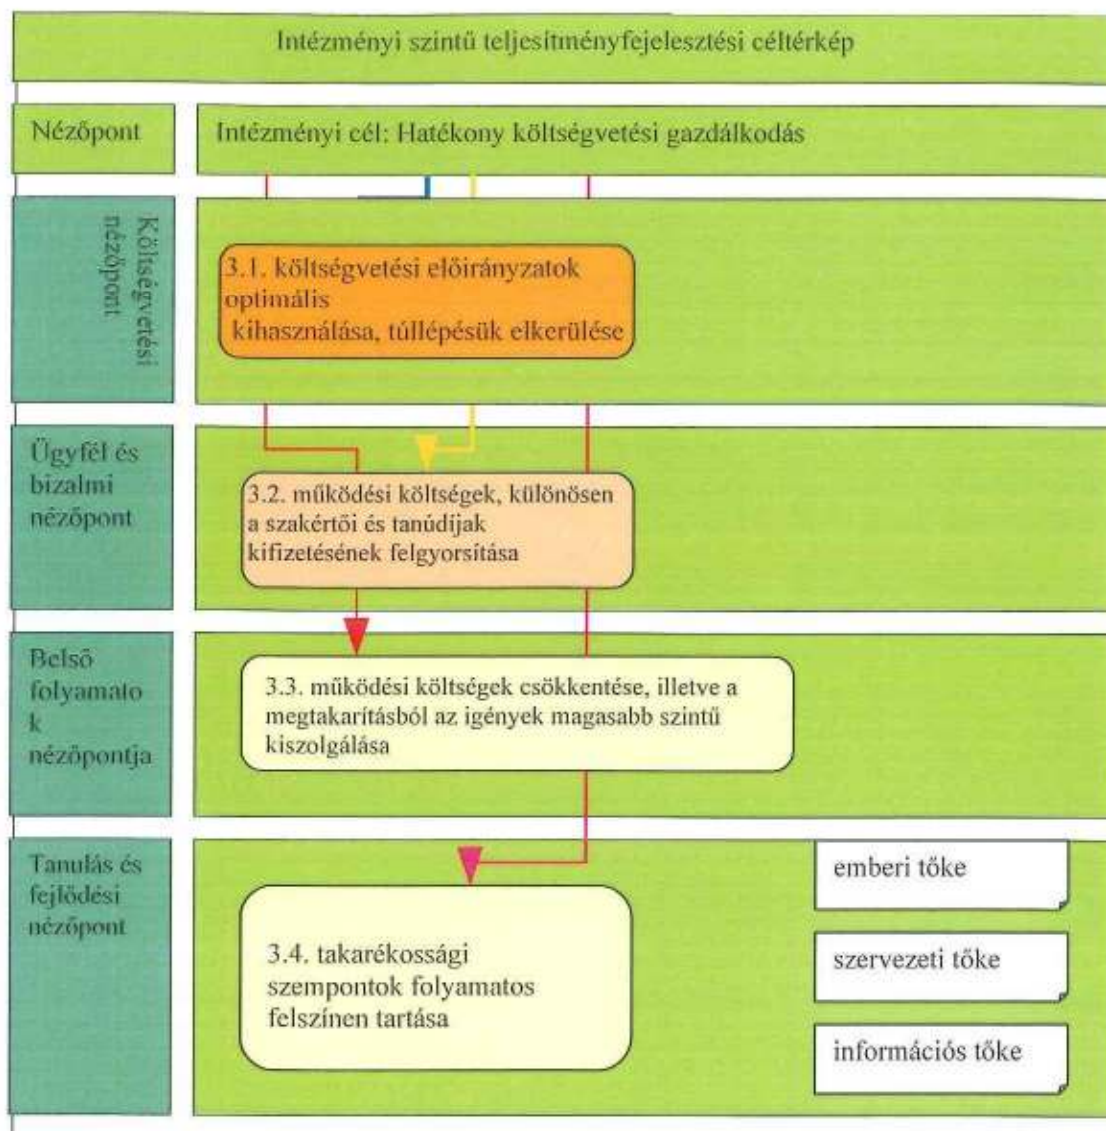 Intézményi szintű teljesítményfejelesztési céltérkép
Nézőpont
Intézményi cél: Hatékony költségvetési gazdálkodás
Költségvetési
nézőpont
3.1. költségvetési előirányzatok
optimális
kihasználása, túllépésük elkerülése
Ügyfél és
bizalmi
nézőpont
3.2. működési költségek, különösen
a szakértői és tanúdíjak
kifizetésének felgyorsítása
Belső
folyamato
k
nézőpontja
3.3. működési költségek csökkentése, illetve a
megtakarításból az igények magasabb szintű
kiszolgálása
Tanulás és
fejlődési
nézőpont
3.4. takarékossági
szempontok folyamatos
felszínen tartása
emberi tőke
szervezeti tőke
információs tőke